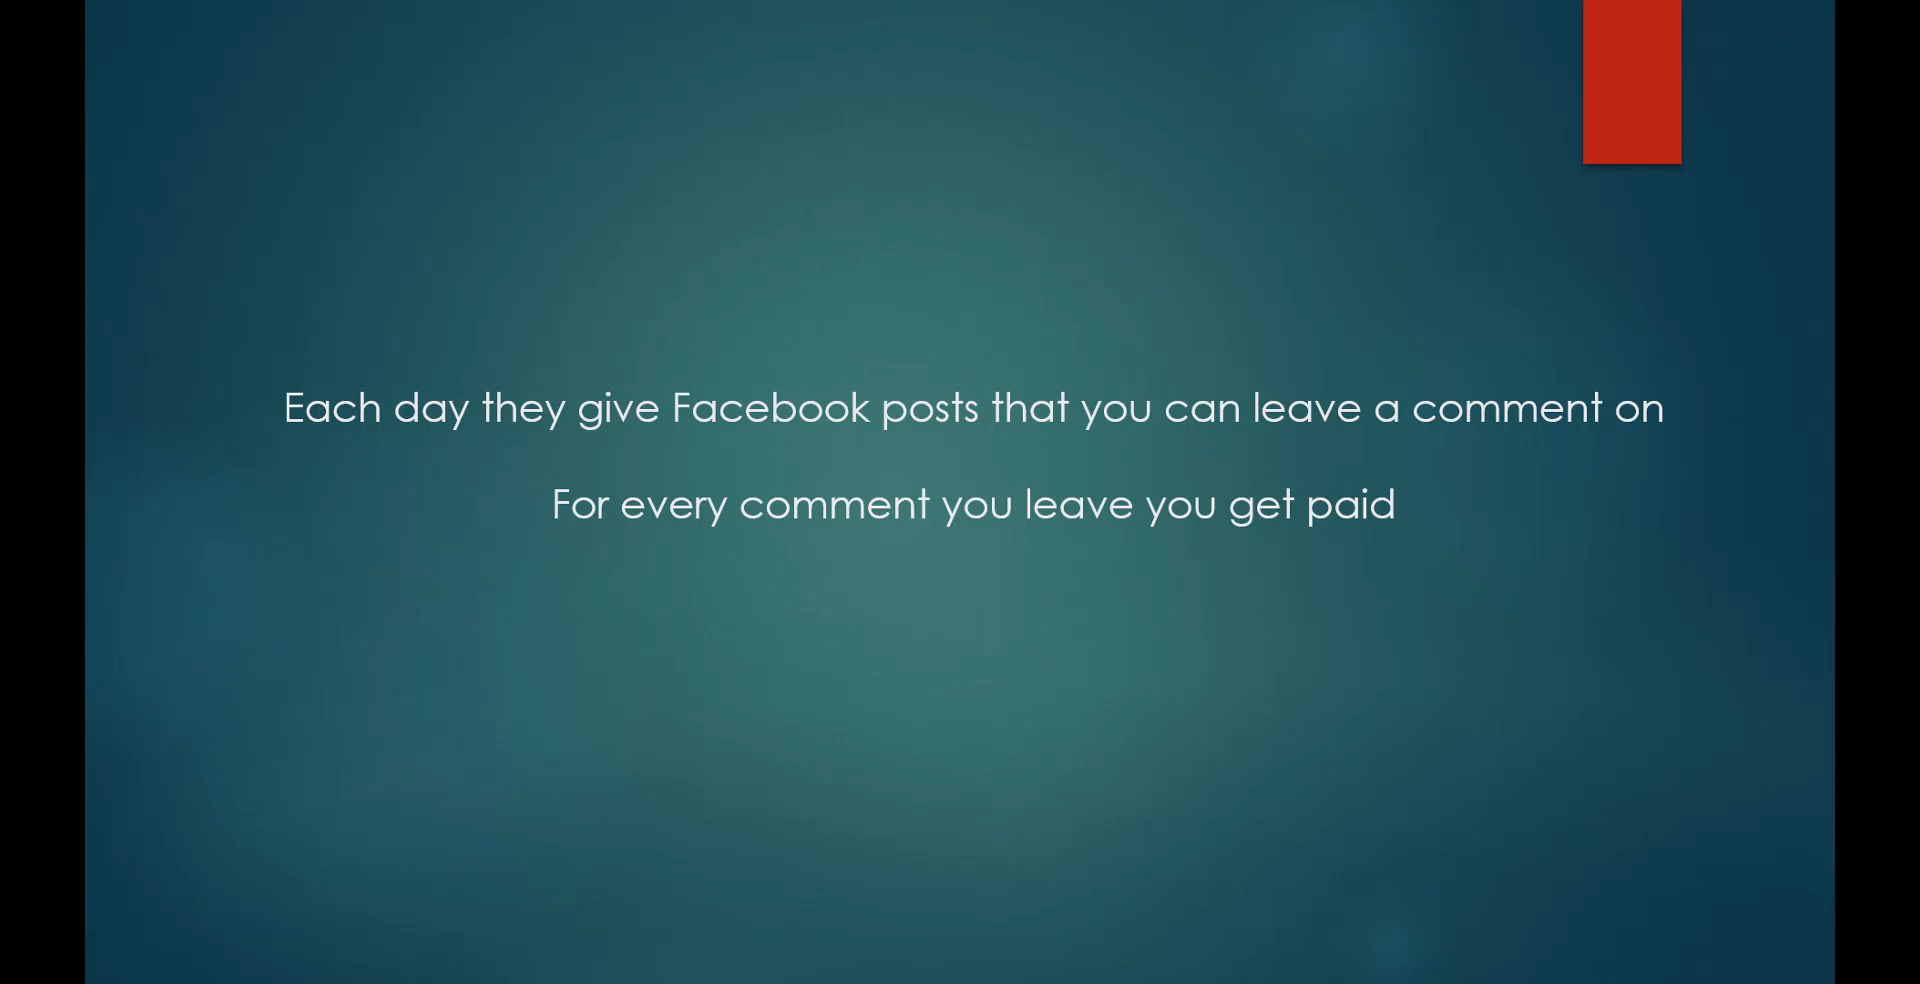 Each day they give Facebook posts that you can leave a comment on
For every comment you leave you get paid